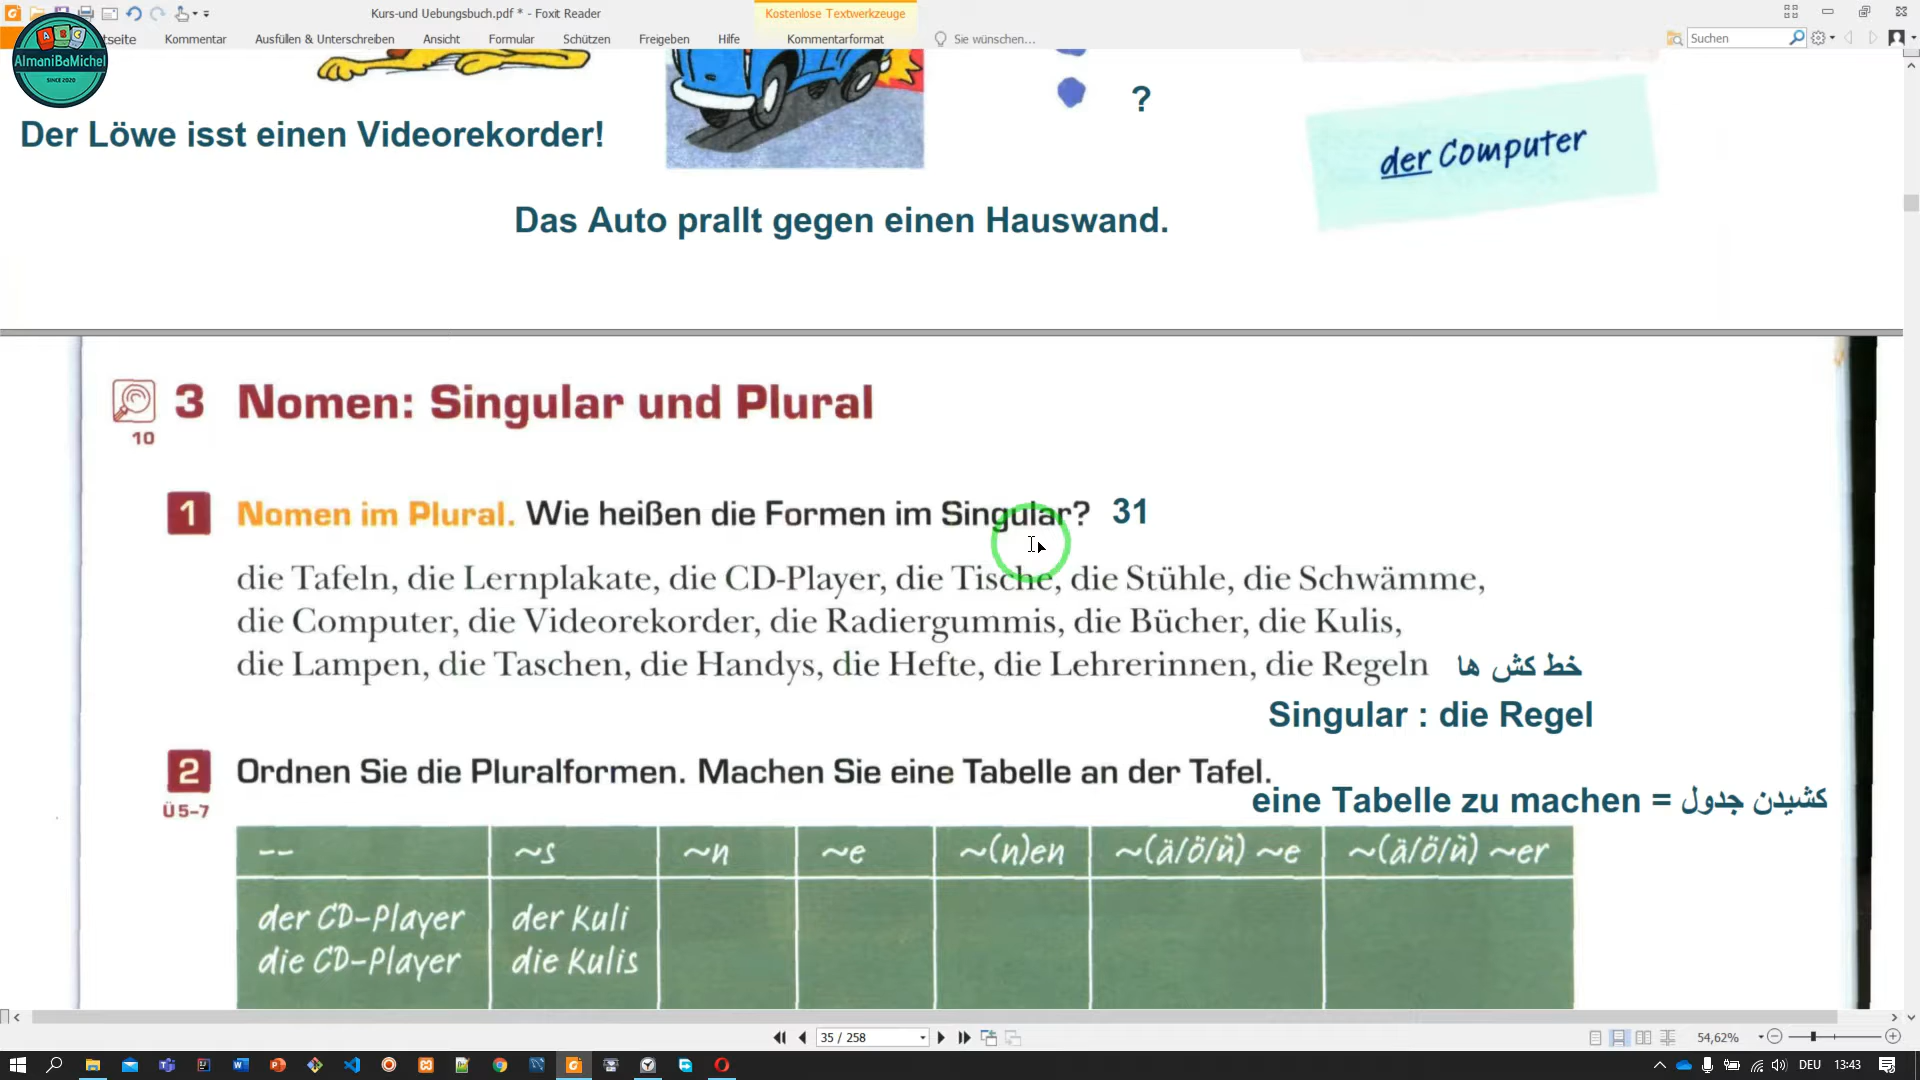 Kurs-und Uebungsbuch.pdf * - Foxit Reader
Kostenlose Textwerkzeuge
Kommentar Ausfüllen & Unterschreiben Ansicht Formular Schützen Freigeben Hilfe Kommentarformat Sie wünschen... Suchen
ABC
AlmaniBaMichel
SINCE 2020
Der Löwe isst einen Videorekorder!
?
der Computer
Das Auto prallt gegen einen Hauswand.
3 Nomen: Singular und Plural
10
1 Nomen im Plural. Wie heißen die Formen im Singular? 31
die Tafeln, die Lernplakate, die CD-Player, die Tische, die Stühle, die Schwämme,
die Computer, die Videorekorder, die Radiergummis, die Bücher, die Kulis,
die Lampen, die Taschen, die Handys, die Hefte, die Lehrerinnen, die Regeln خط کش ها
Singular : die Regel
2 Ordnen Sie die Pluralformen. Machen Sie eine Tabelle an der Tafel.
Ü 5–7
eine Tabelle zu machen = کشیدن جدول
-- ~s ~n ~e ~(n)en ~(ä/ö/ü) ~e ~(ä/ö/ü) ~er
der CD-Player der Kuli
die CD-Player die Kulis
35 / 258
54,62%
DEU 13:43